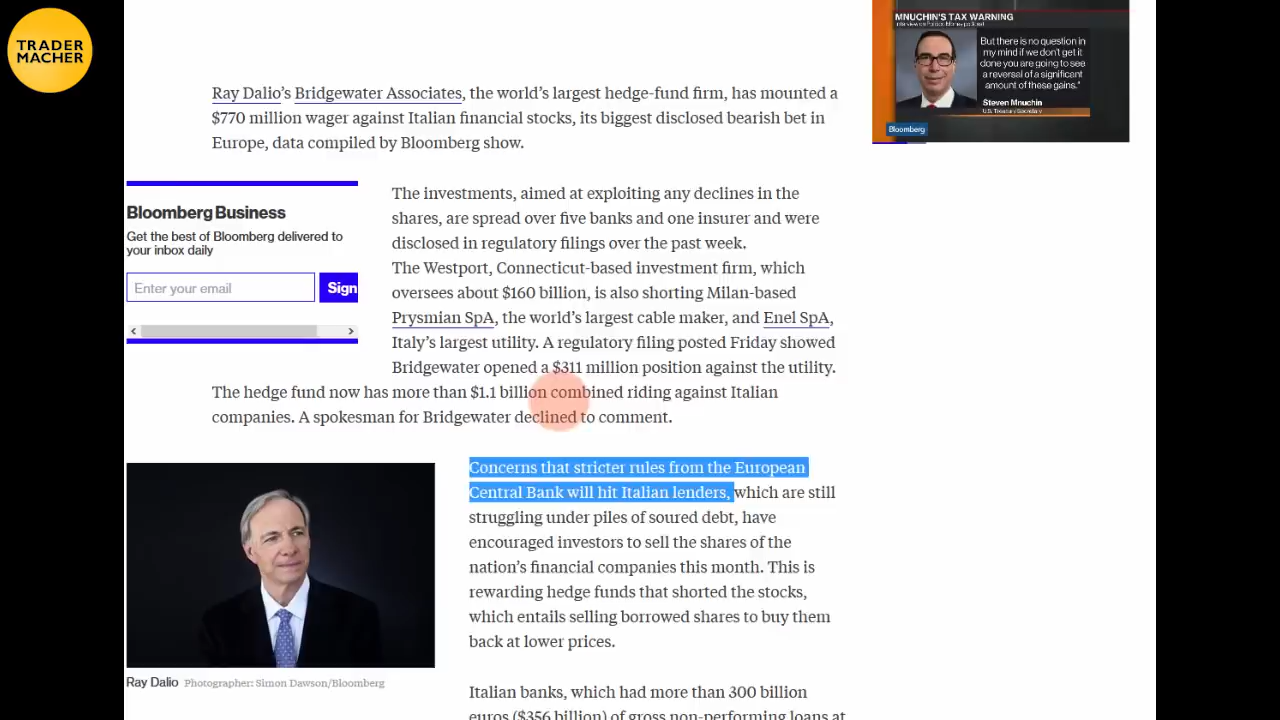 TRADER
MACHER
MNUCHIN'S TAX WARNING
But there is no question in
my mind if we don't get it
done you are going to see
a reversal of a significant
amount of these gains."
Steven Mnuchin
U.S. Treasury Secretary
Bloomberg
Ray Dalio’s Bridgewater Associates, the world’s largest hedge-fund firm, has mounted a
$770 million wager against Italian financial stocks, its biggest disclosed bearish bet in
Europe, data compiled by Bloomberg show.
Bloomberg Business
Get the best of Bloomberg delivered to
your inbox daily
Enter your email
Sign
The investments, aimed at exploiting any declines in the
shares, are spread over five banks and one insurer and were
disclosed in regulatory filings over the past week.
The Westport, Connecticut-based investment firm, which
oversees about $160 billion, is also shorting Milan-based
Prysmian SpA, the world’s largest cable maker, and Enel SpA,
Italy’s largest utility. A regulatory filing posted Friday showed
Bridgewater opened a $311 million position against the utility.
The hedge fund now has more than $1.1 billion combined riding against Italian
companies. A spokesman for Bridgewater declined to comment.
Concerns that stricter rules from the European
Central Bank will hit Italian lenders, which are still
struggling under piles of soured debt, have
encouraged investors to sell the shares of the
nation’s financial companies this month. This is
rewarding hedge funds that shorted the stocks,
which entails selling borrowed shares to buy them
back at lower prices.
Ray Dalio Photographer: Simon Dawson/Bloomberg
Italian banks, which had more than 300 billion
euros ($356 billion) of gross non-performing loans at